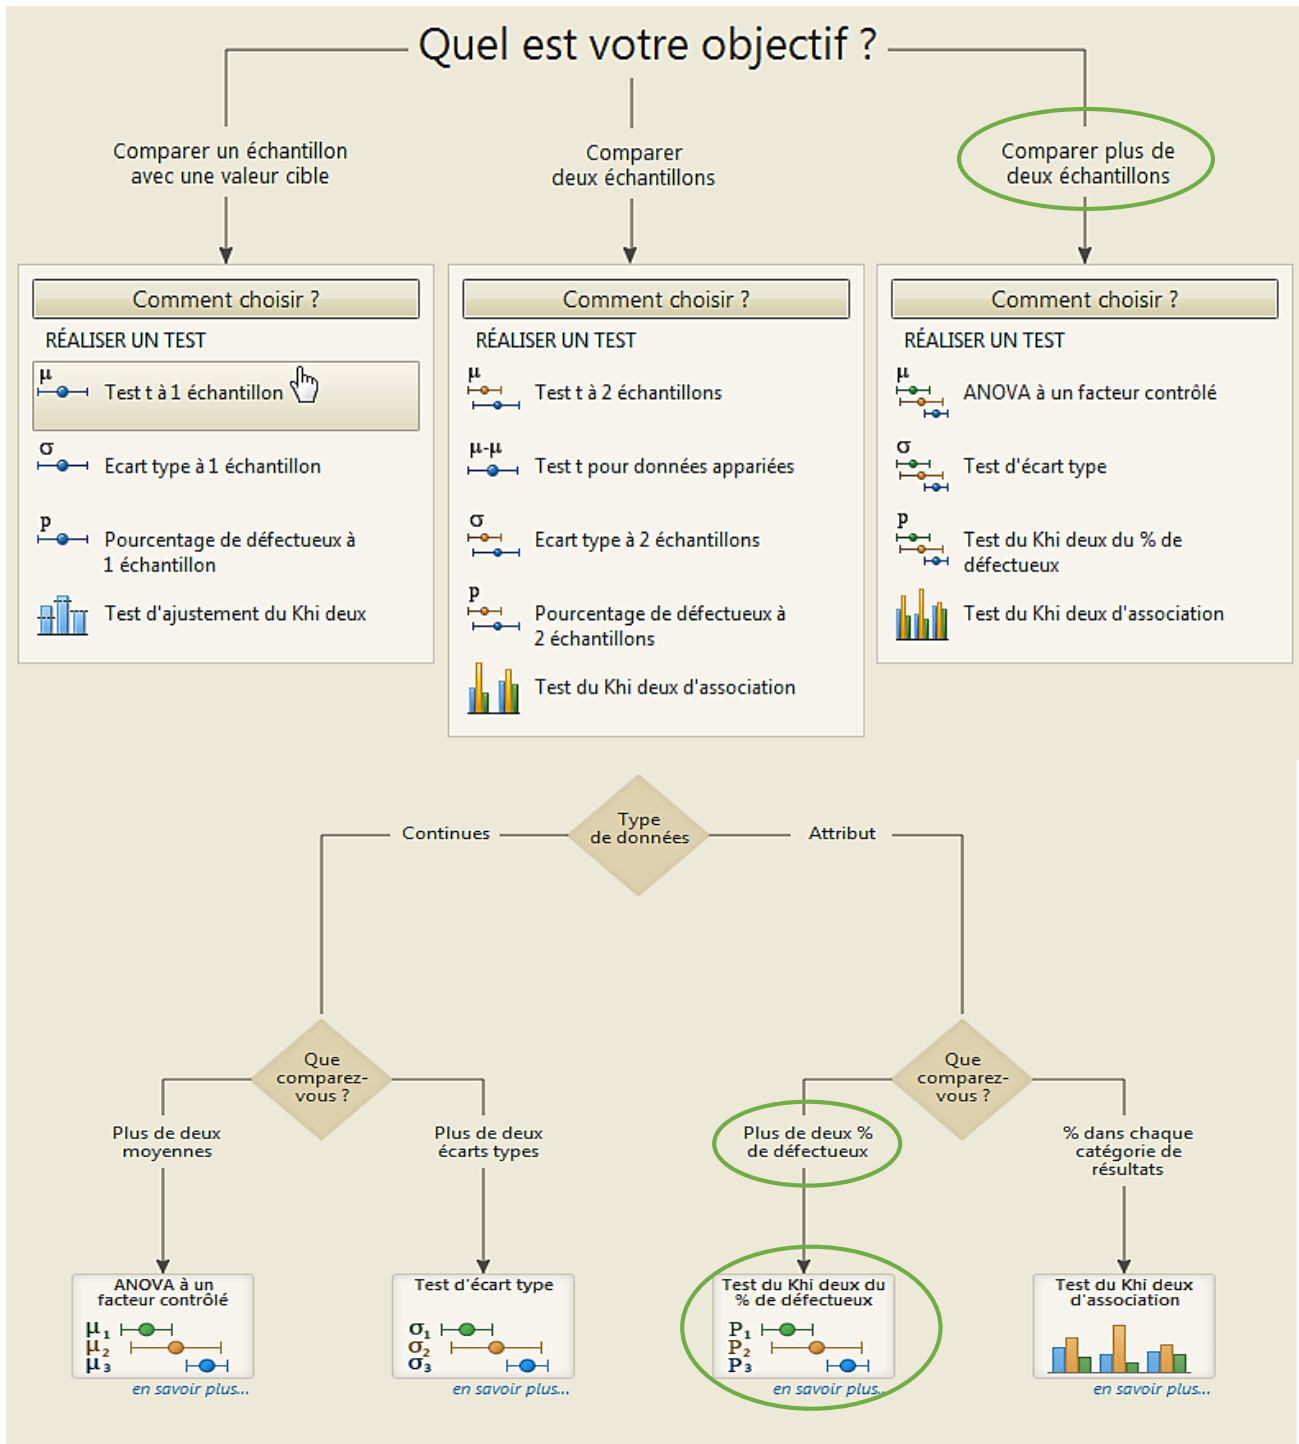 Quel est votre objectif ?
Comparer un échantillon
avec une valeur cible
Comparer
deux échantillons
Comparer plus de
deux échantillons
Comment choisir ?
RÉALISER UN TEST
μ
Test t à 1 échantillon
σ
Ecart type à 1 échantillon
p
Pourcentage de défectueux à
1 échantillon
Test d'ajustement du Khi deux
Comment choisir ?
RÉALISER UN TEST
μ
Test t à 2 échantillons
μ-μ
Test t pour données appariées
σ
Ecart type à 2 échantillons
p
Pourcentage de défectueux à
2 échantillons
Test du Khi deux d'association
Comment choisir ?
RÉALISER UN TEST
μ
ANOVA à un facteur contrôlé
σ
Test d'écart type
p
Test du Khi deux du % de
défectueux
Test du Khi deux d'association
Type
de données
Continues
Attribut
Que
comparez-
vous ?
Que
comparez-
vous ?
Plus de deux
moyennes
Plus de deux
écarts types
Plus de deux %
de défectueux
% dans chaque
catégorie de
résultats
ANOVA à un
facteur contrôlé
μ1
μ2
μ3
en savoir plus...
Test d'écart type
σ1
σ2
σ3
en savoir plus...
Test du Khi deux du
% de défectueux
P1
P2
P3
en savoir plus...
Test du Khi deux
d'association
en savoir plus...